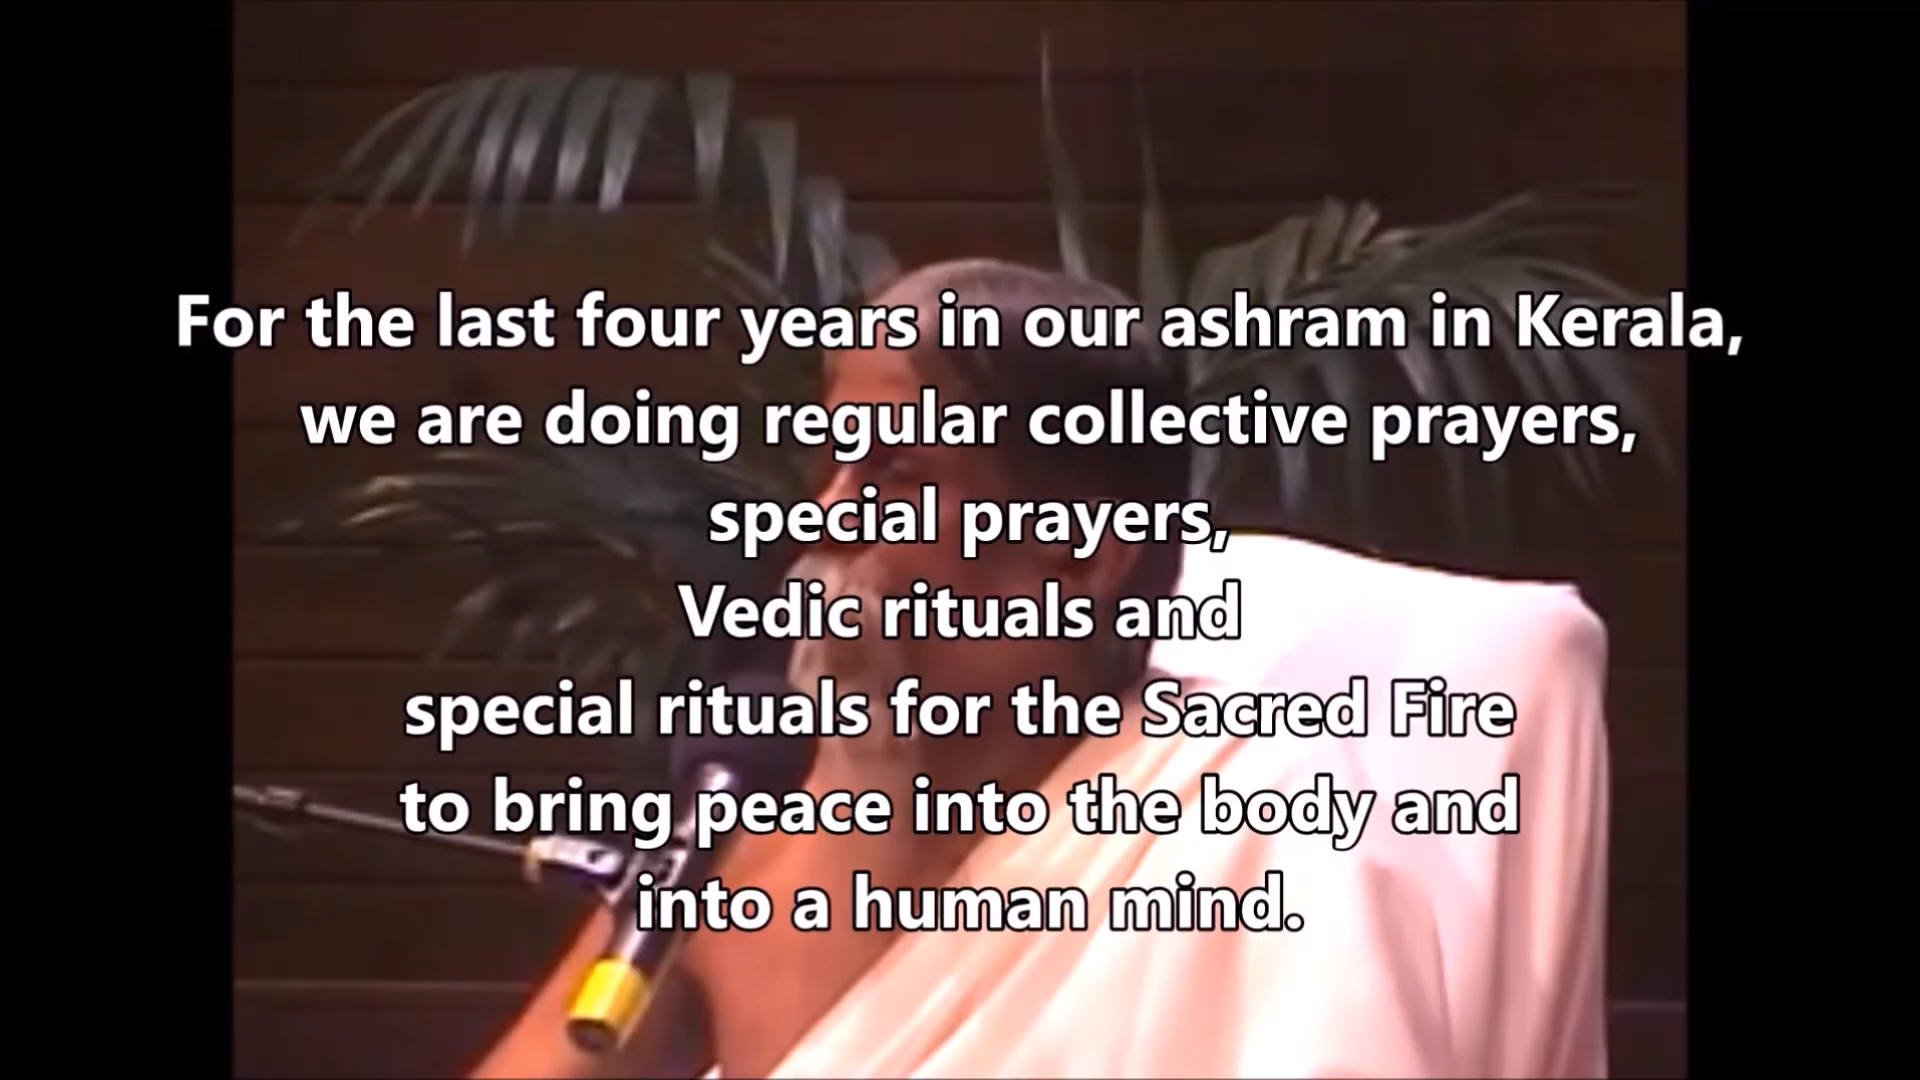 For the last four years in our ashram in Kerala,
we are doing regular collective prayers,
special prayers,
Vedic rituals and
special rituals for the Sacred Fire
to bring peace into the body and
into a human mind.